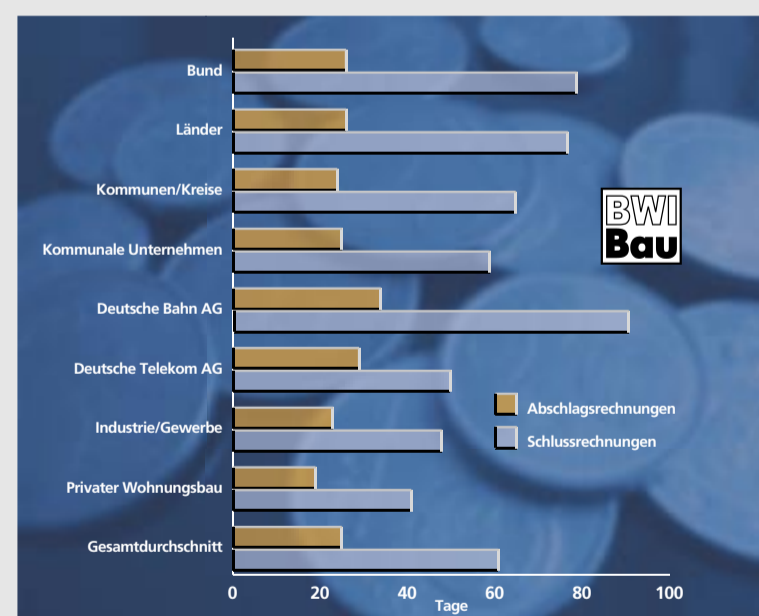 Bund
Länder
Kommunen/Kreise
BWI
Bau
Kommunale Unternehmen
Deutsche Bahn AG
Deutsche Telekom AG
Abschlagsrechnungen
Industrie/Gewerbe
Schlussrechnungen
Privater Wohnungsbau
Gesamtdurchschnitt
0 20 40 60 80 100
Tage